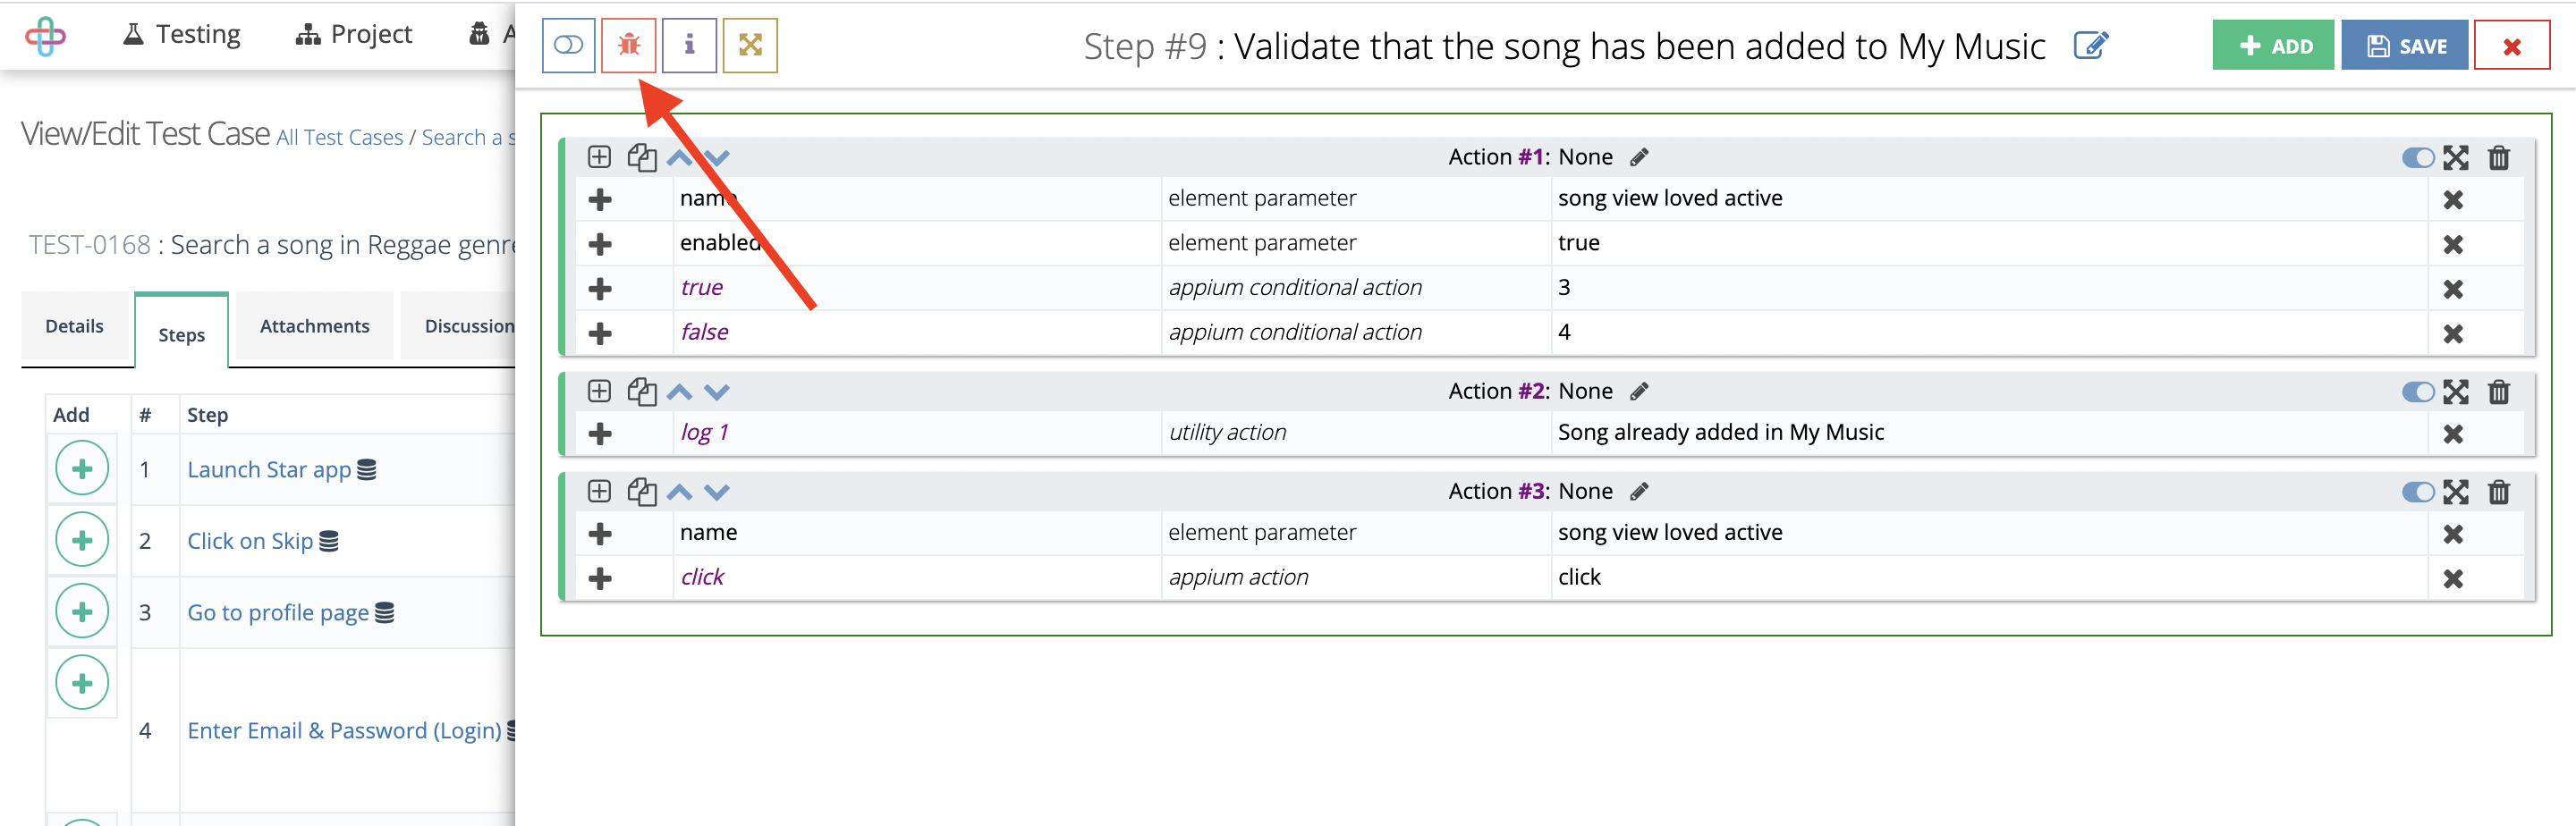 Testing Project A
Step #9 : Validate that the song has been added to My Music
ADD SAVE
View/Edit Test Case All Test Cases / Search a s
TEST-0168 : Search a song in Reggae genre
Details Steps Attachments Discussion
Add # Step
1 Launch Star app
2 Click on Skip
3 Go to profile page
4 Enter Email & Password (Login)
Action #1: None
name element parameter song view loved active
enabled element parameter true
true appium conditional action 3
false appium conditional action 4
Action #2: None
log 1 utility action Song already added in My Music
Action #3: None
name element parameter song view loved active
click appium action click